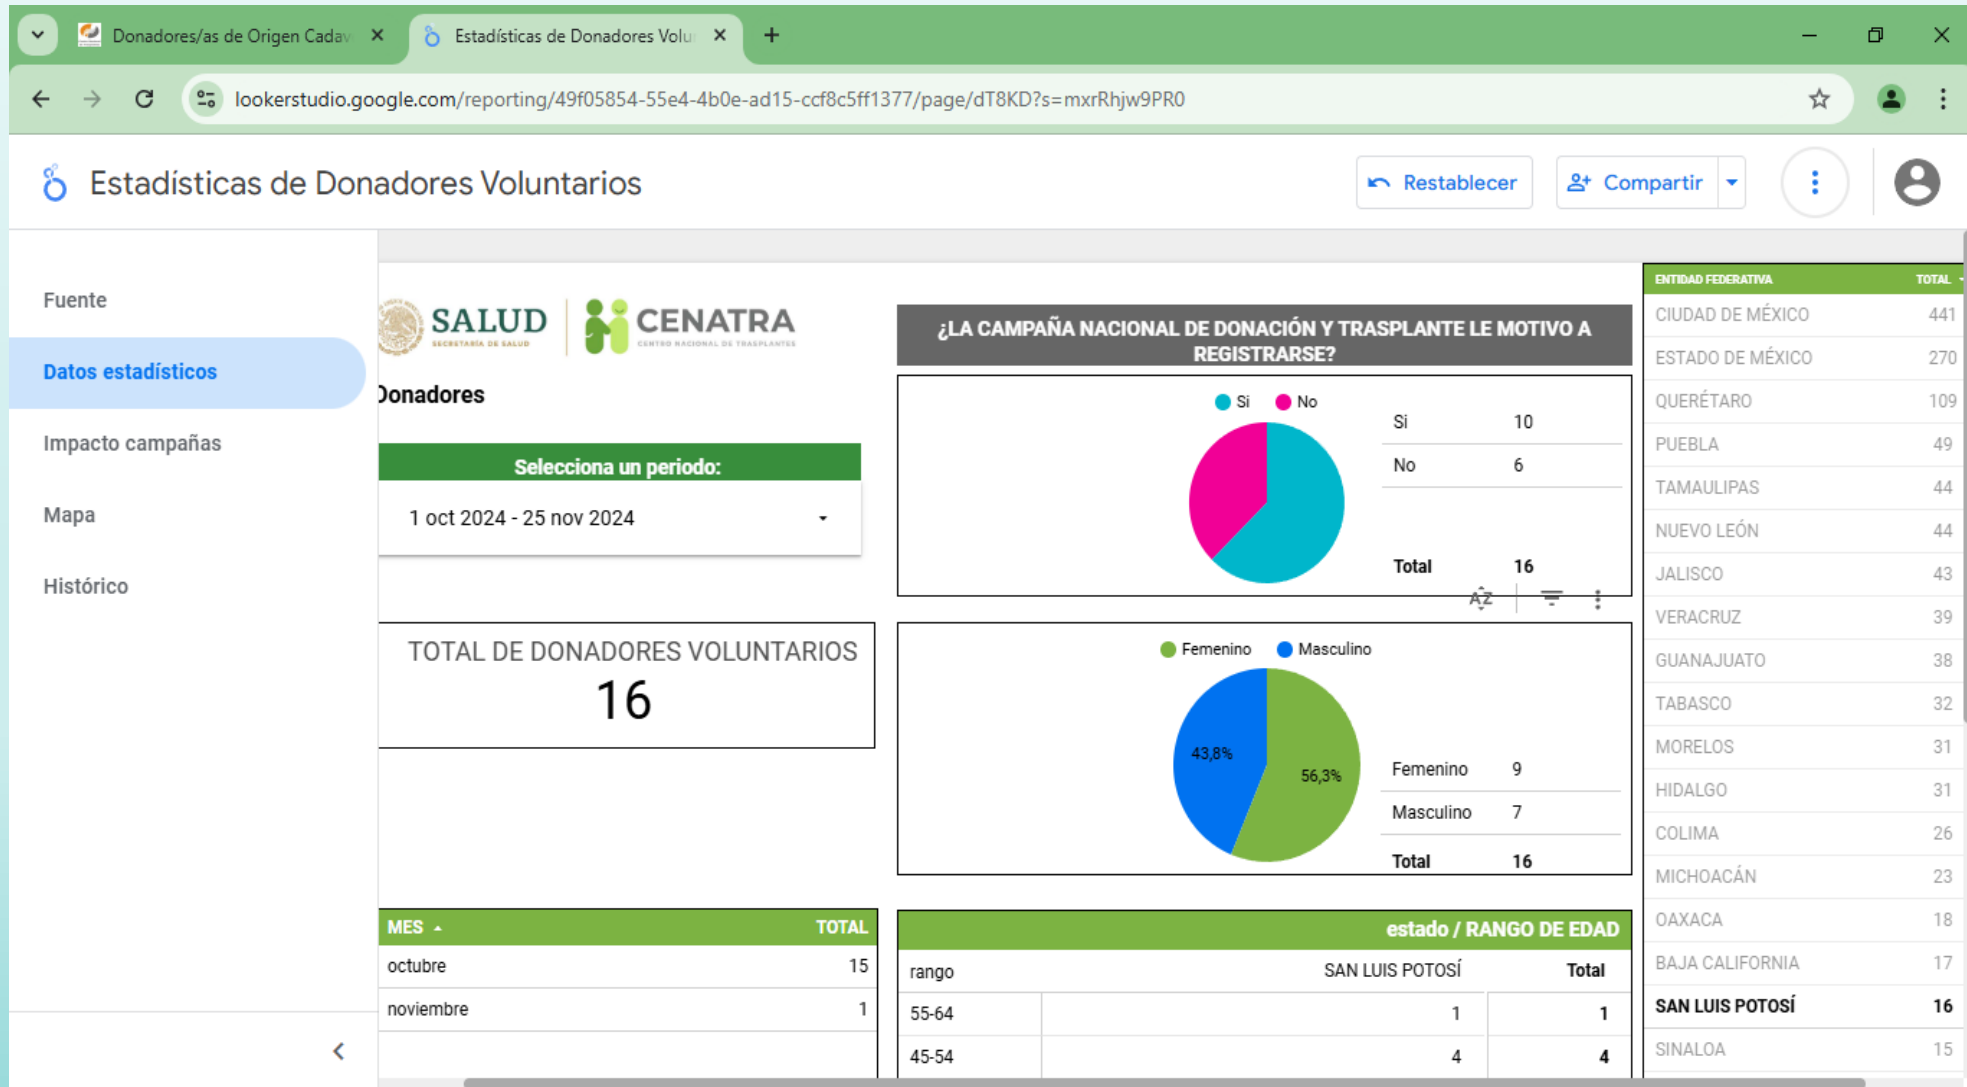 Donadores/as de Origen Cadav
Estadísticas de Donadores Volu
lookerstudio.google.com/reporting/49f05854-55e4-4b0e-ad15-ccf8c5ff1377/page/dT8KD?s=mxrRhjw9PR0
Estadísticas de Donadores Voluntarios
Restablecer
Compartir
Fuente
Datos estadísticos
Impacto campañas
Mapa
Histórico
SALUD
SECRETARÍA DE SALUD
CENATRA
CENTRO NACIONAL DE TRASPLANTES
Donadores
Selecciona un periodo:
1 oct 2024 - 25 nov 2024
TOTAL DE DONADORES VOLUNTARIOS
16
MES TOTAL
octubre 15
noviembre 1
¿LA CAMPAÑA NACIONAL DE DONACIÓN Y TRASPLANTE LE MOTIVO A
REGISTRARSE?
Si No
Si 10
No 6
Total 16
AZ
Femenino Masculino
43,8%
56,3%
Femenino 9
Masculino 7
Total 16
estado / RANGO DE EDAD
rango SAN LUIS POTOSÍ Total
55-64 1 1
45-54 4 4
ENTIDAD FEDERATIVA TOTAL
CIUDAD DE MÉXICO 441
ESTADO DE MÉXICO 270
QUERÉTARO 109
PUEBLA 49
TAMAULIPAS 44
NUEVO LEÓN 44
JALISCO 43
VERACRUZ 39
GUANAJUATO 38
TABASCO 32
MORELOS 31
HIDALGO 31
COLIMA 26
MICHOACÁN 23
OAXACA 18
BAJA CALIFORNIA 17
SAN LUIS POTOSÍ 16
SINALOA 15